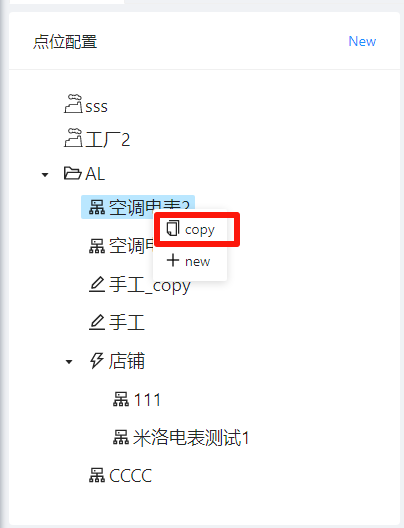 点位配置
New
sss
工厂2
AL
空调电表2
copy
空调
new
手工_copy
手工
店铺
111
米洛电表测试1
CCCC